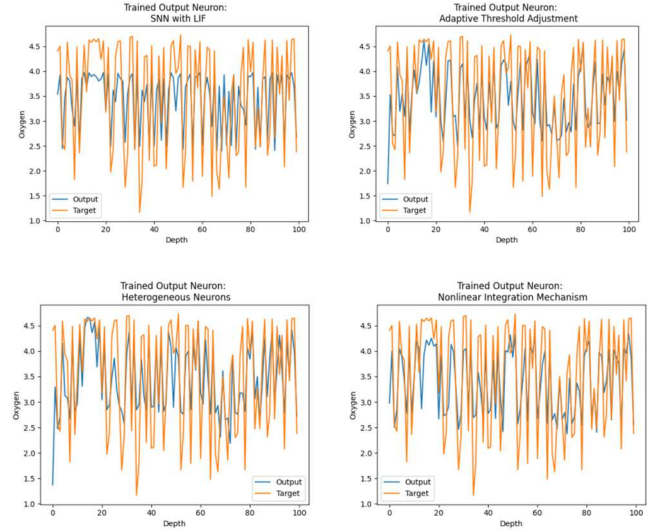 Trained Output Neuron:
SNN with LIF
4.5
4.0
3.5
3.0
2.5
2.0
1.5
1.0
Oxygen
Output
Target
0 20 40 60 80 100
Depth
Trained Output Neuron:
Adaptive Threshold Adjustment
4.5
4.0
3.5
3.0
2.5
2.0
1.5
1.0
Oxygen
Output
Target
0 20 40 60 80 100
Depth
Trained Output Neuron:
Heterogeneous Neurons
4.5
4.0
3.5
3.0
2.5
2.0
1.5
1.0
Oxygen
Output
Target
0 20 40 60 80 100
Depth
Trained Output Neuron:
Nonlinear Integration Mechanism
4.5
4.0
3.5
3.0
2.5
2.0
1.5
1.0
Oxygen
Output
Target
0 20 40 60 80 100
Depth